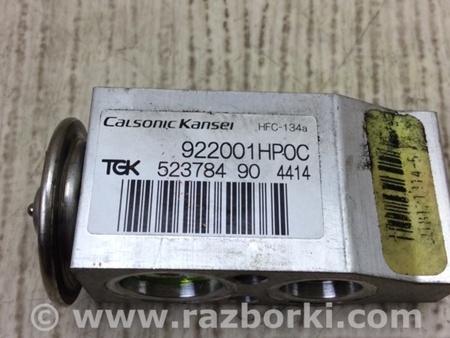 Calsonic Kansei HFC-134a
922001HP0C
TGK 523784 90 4414
© www.razborki.com